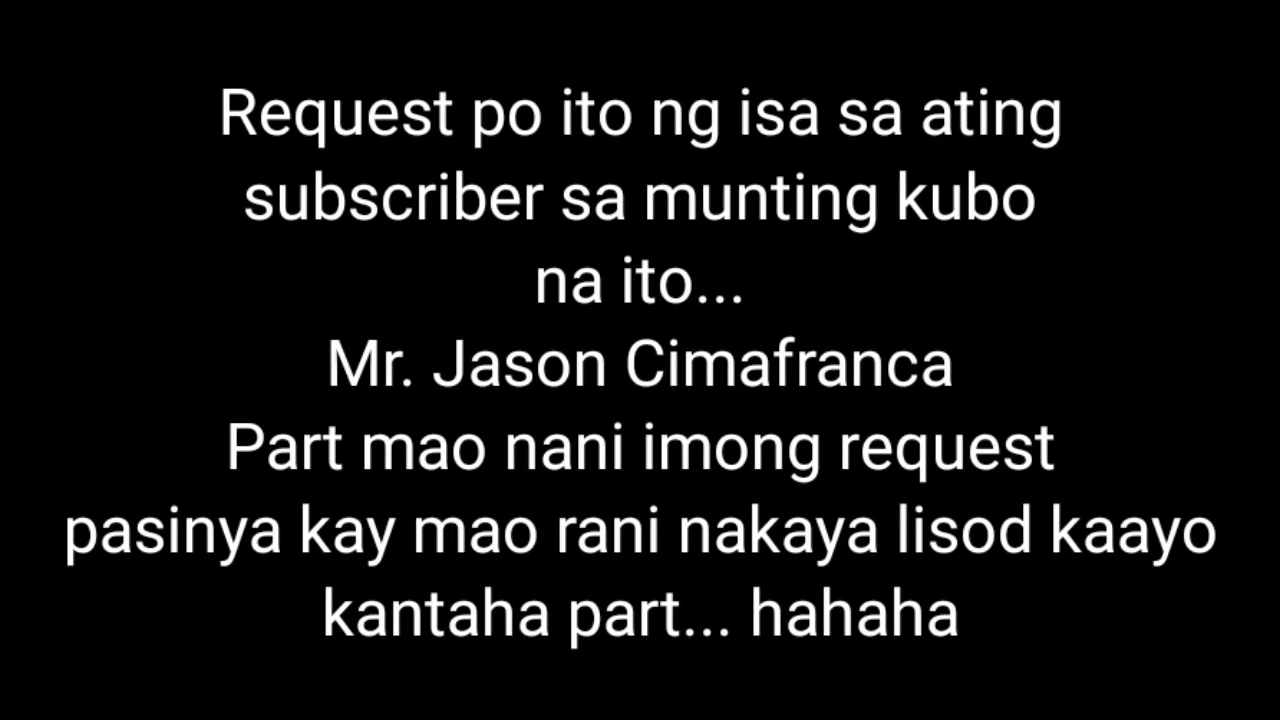 Request po ito ng isa sa ating
subscriber sa munting kubo
na ito...
Mr. Jason Cimafranca
Part mao nani imong request
pasinya kay mao rani nakaya lisod kaayo
kantaha part... hahaha